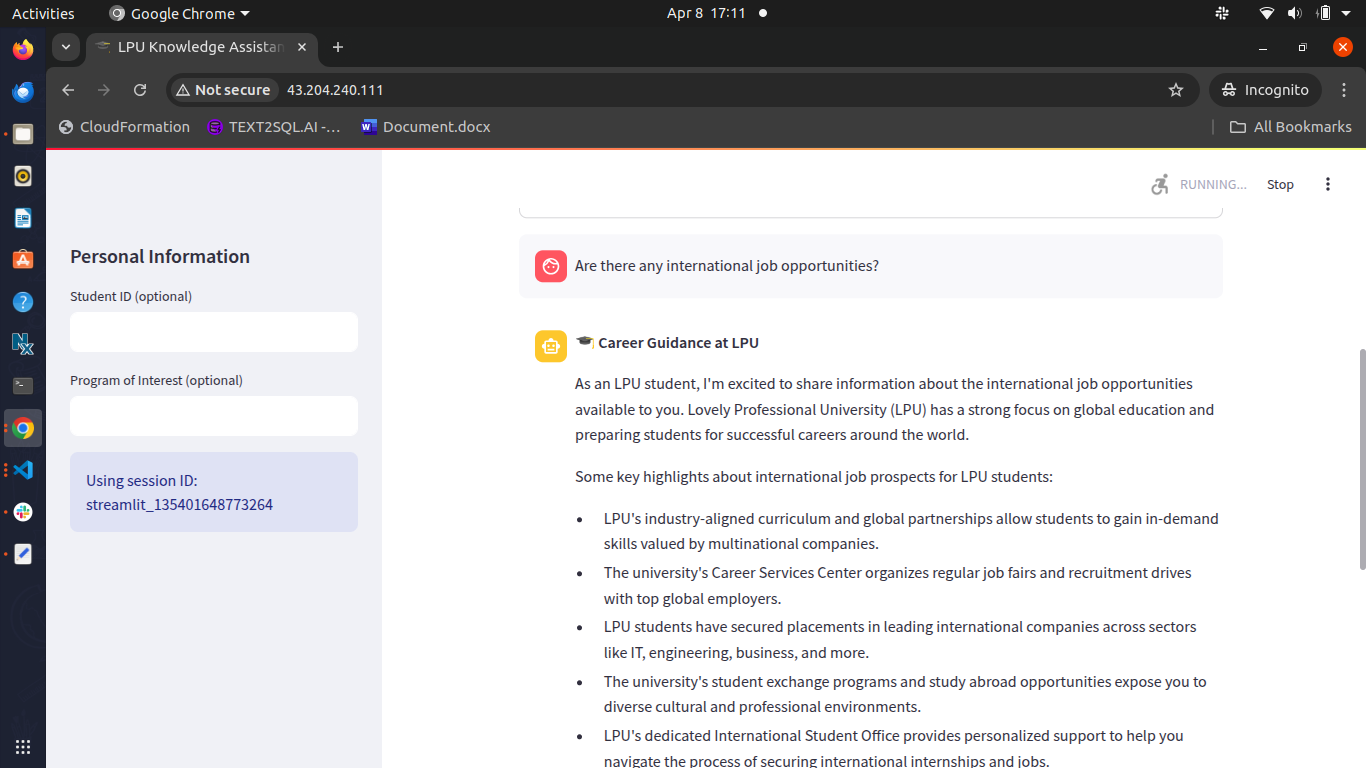 Activities
Google Chrome
Apr 8 17:11
LPU Knowledge Assistan
Not secure
43.204.240.111
Incognito
CloudFormation
TEXT2SQL.AI -...
Document.docx
All Bookmarks
RUNNING...
Stop
Personal Information
Student ID (optional)
Program of Interest (optional)
Using session ID:
streamlit_135401648773264
Are there any international job opportunities?
🎓 Career Guidance at LPU
As an LPU student, I'm excited to share information about the international job opportunities
available to you. Lovely Professional University (LPU) has a strong focus on global education and
preparing students for successful careers around the world.
Some key highlights about international job prospects for LPU students:
• LPU's industry-aligned curriculum and global partnerships allow students to gain in-demand
skills valued by multinational companies.
• The university's Career Services Center organizes regular job fairs and recruitment drives
with top global employers.
• LPU students have secured placements in leading international companies across sectors
like IT, engineering, business, and more.
• The university's student exchange programs and study abroad opportunities expose you to
diverse cultural and professional environments.
• LPU's dedicated International Student Office provides personalized support to help you
navigate the process of securing international internships and jobs.